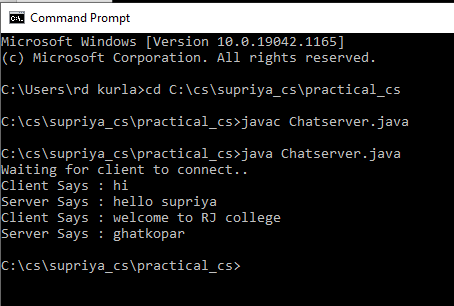 Command Prompt
Microsoft Windows [Version 10.0.19042.1165]
(c) Microsoft Corporation. All rights reserved.
C:\Users\rd kurla>cd C:\cs\supriya_cs\practical_cs
C:\cs\supriya_cs\practical_cs>javac Chatserver.java
C:\cs\supriya_cs\practical_cs>java Chatserver.java
Waiting for client to connect..
Client Says : hi
Server Says : hello supriya
Client Says : welcome to RJ college
Server Says : ghatkopar
C:\cs\supriya_cs\practical_cs>